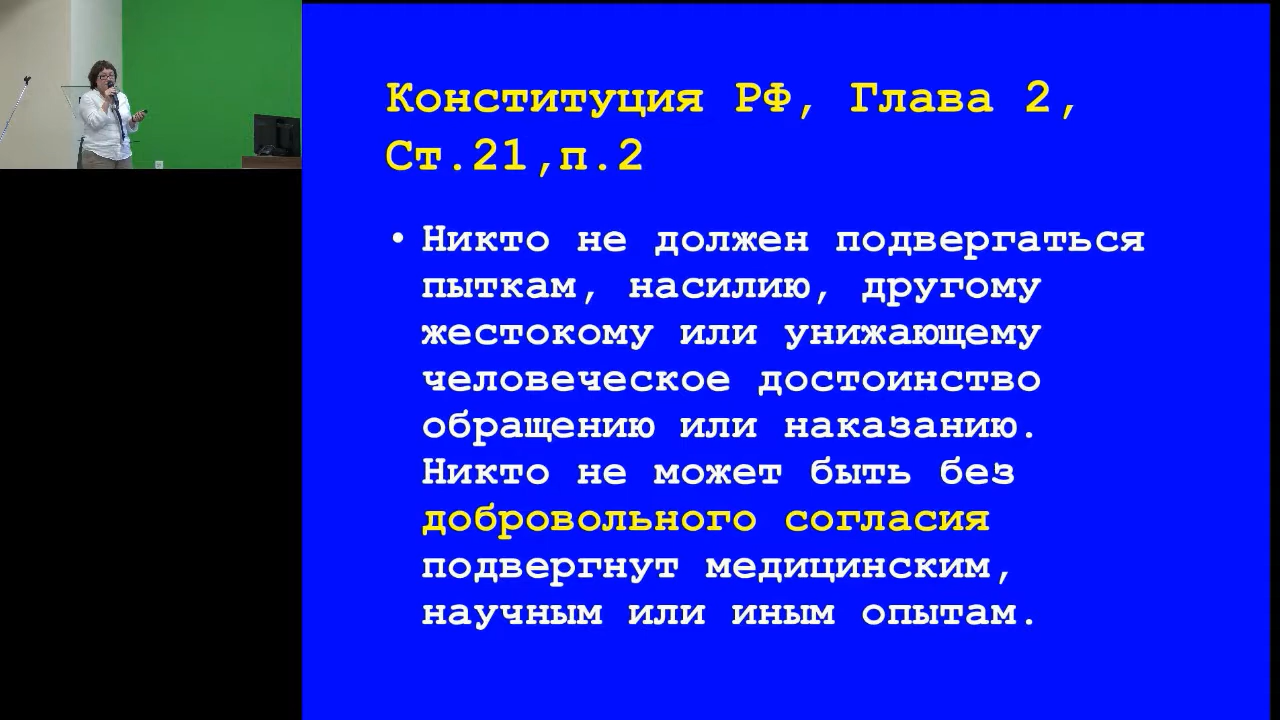 Конституция РФ, Глава 2,
Ст.21,п.2
• Никто не должен подвергаться
пыткам, насилию, другому
жестокому или унижающему
человеческое достоинство
обращению или наказанию.
Никто не может быть без
добровольного согласия
подвергнут медицинским,
научным или иным опытам.